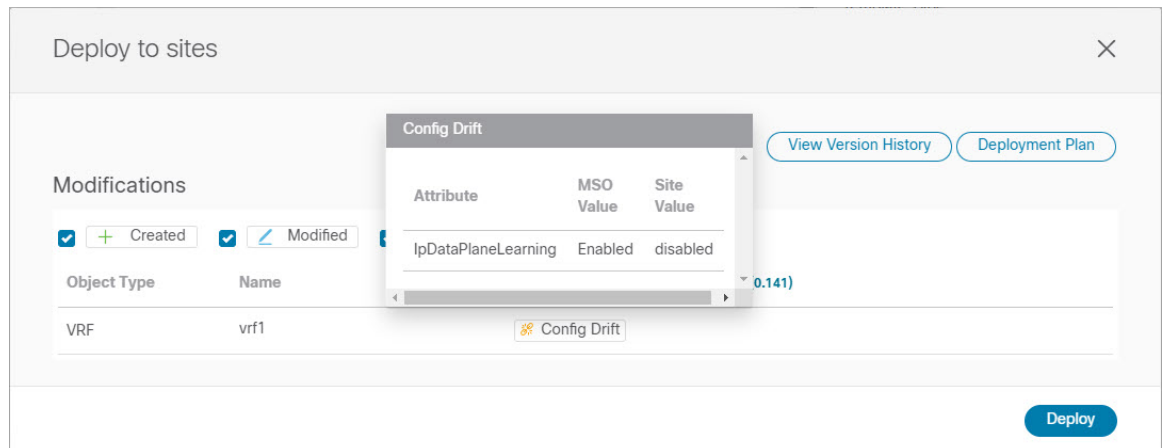 Deploy to sites
Config Drift
View Version History
Deployment Plan
Modifications
Attribute
MSO
Value
Site
Value
Created
Modified
IpDataPlaneLearning
Enabled
disabled
Object Type
Name
0.141)
VRF
vrf1
Config Drift
Deploy